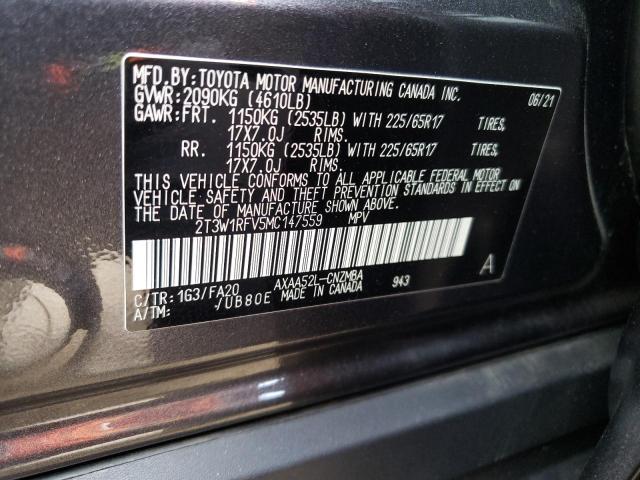 MFD.BY:TOYOTA MOTOR MANUFACTURING CANADA INC.
GVWR:2090KG (4610LB) 06/21
GAWR:FRT. 1150KG (2535LB) WITH 225/65R17 TIRES,
17X7.0J RIMS.
RR. 1150KG (2535LB) WITH 225/65R17 TIRES,
17X7.0J RIMS.
THIS VEHICLE CONFORMS TO ALL APPLICABLE FEDERAL MOTOR
VEHICLE SAFETY AND THEFT PREVENTION STANDARDS IN EFFECT ON
THE DATE OF MANUFACTURE SHOWN ABOVE.
2T3W1RFV5MC147559 MPV
C/TR:1G3/FA20 AXAA52L-CNZMBA 943 A
A/TM: -/UB80E MADE IN CANADA